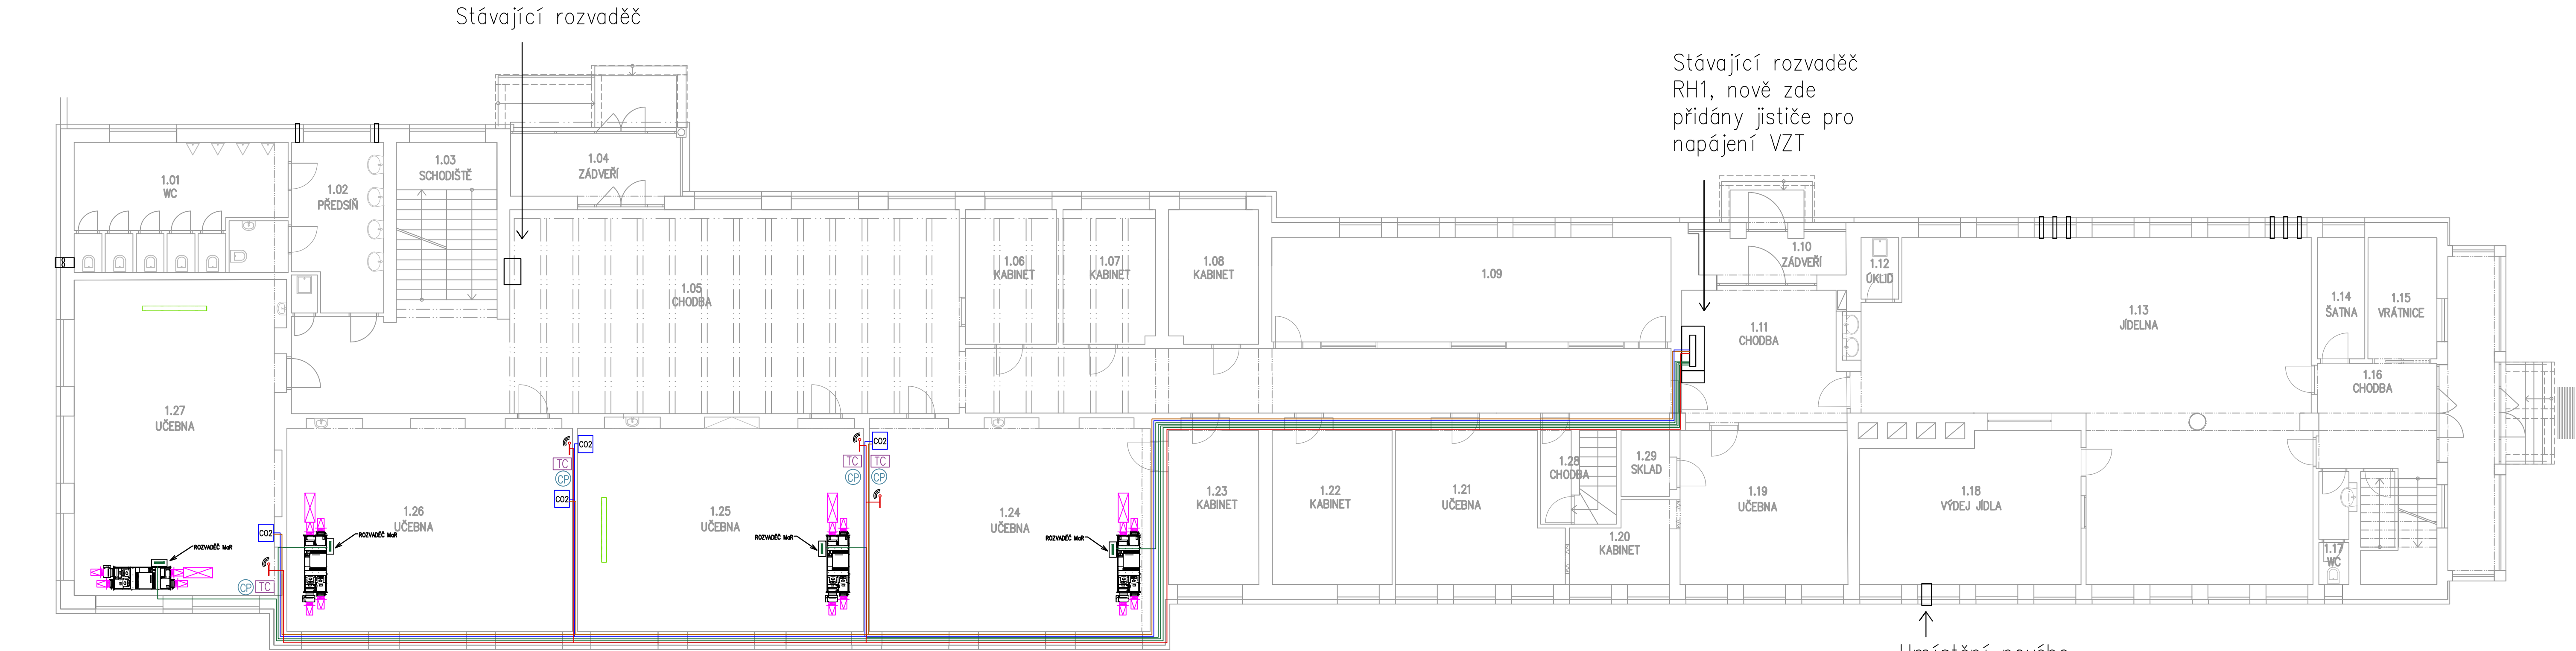 Stávající rozvaděč
Stávající rozvaděč
RH1, nově zde
přidány jističe pro
napájení VZT
1.01
WC
1.02
PŘEDSÍŇ
1.03
SCHODIŠTĚ
1.04
ZÁDVEŘÍ
1.05
CHODBA
1.06
KABINET
1.07
KABINET
1.08
KABINET
1.09
1.10
ZÁDVEŘÍ
1.11
CHODBA
1.12
ÚKLID
1.13
JÍDELNA
1.14
ŠATNA
1.15
VRÁTNICE
1.16
CHODBA
1.27
UČEBNA
CO2
ROZVADĚČ MaR
CP
TC
1.26
UČEBNA
ROZVADĚČ MaR
CO2
TC
CP
CO2
1.25
UČEBNA
ROZVADĚČ MaR
TC
CP
CO2
TC
CP
1.24
UČEBNA
ROZVADĚČ MaR
1.23
KABINET
1.22
KABINET
1.21
UČEBNA
1.28
CHODBA
1.29
SKLAD
1.20
KABINET
1.19
UČEBNA
1.18
VÝDEJ JÍDLA
1.17
WC
Umístění nového